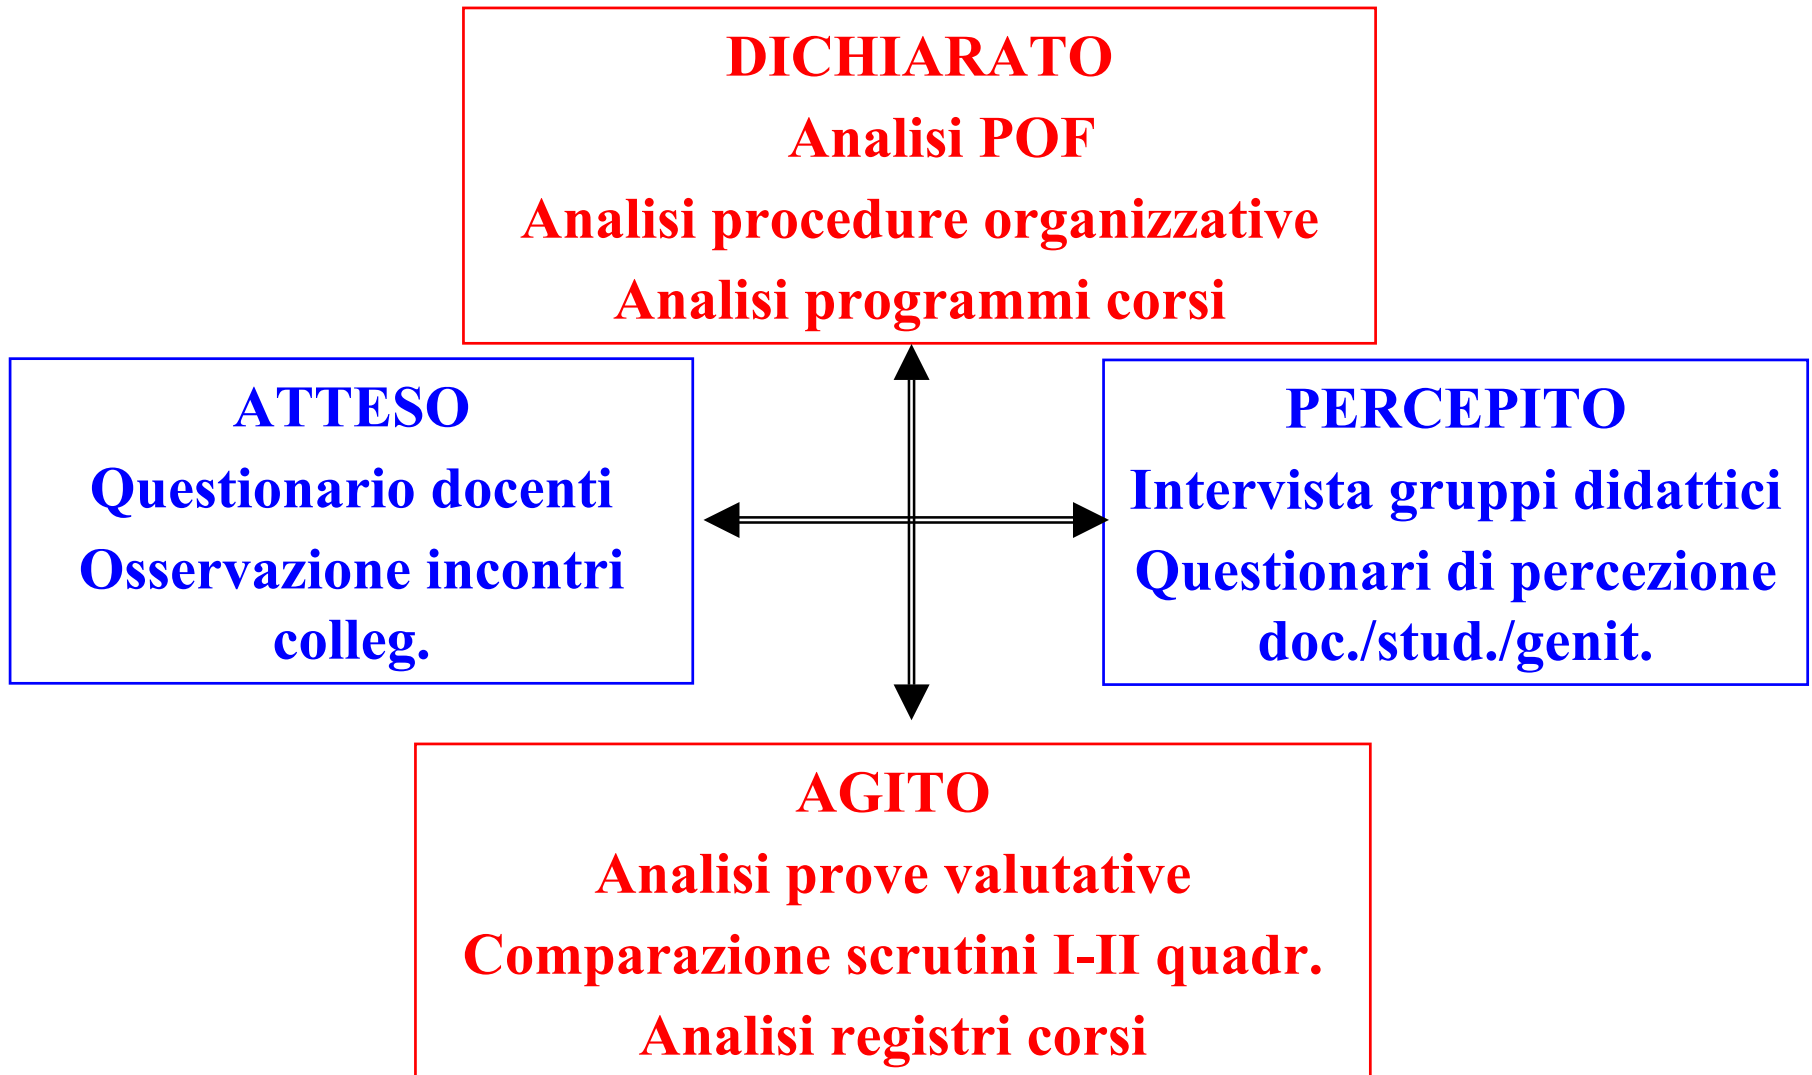 DICHIARATO
Analisi POF
Analisi procedure organizzative
Analisi programmi corsi
ATTESO
Questionario docenti
Osservazione incontri
colleg.
PERCEPITO
Intervista gruppi didattici
Questionari di percezione
doc./stud./genit.
AGITO
Analisi prove valutative
Comparazione scrutini I-II quadr.
Analisi registri corsi